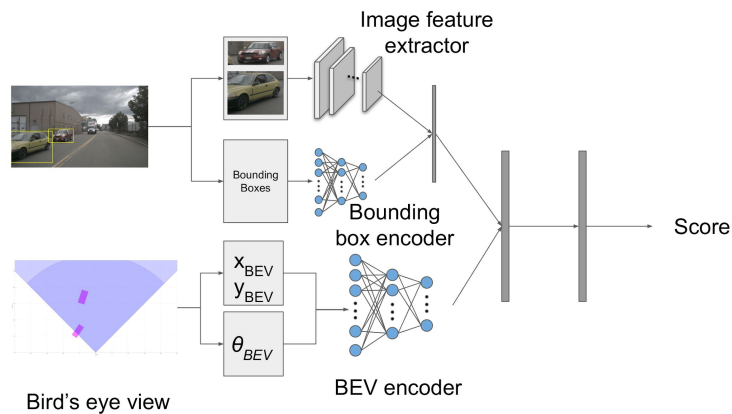 Image feature
extractor
Bounding
Boxes
Bounding
box encoder
Score
x_BEV
y_BEV
θ_BEV
BEV encoder
Bird's eye view